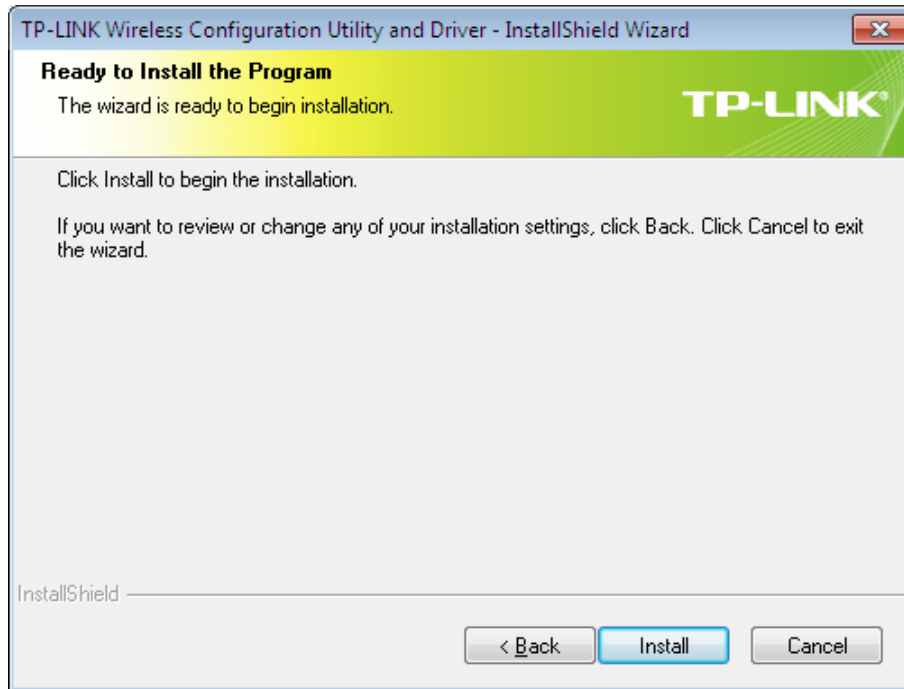 TP-LINK Wireless Configuration Utility and Driver - InstallShield Wizard
Ready to Install the Program
The wizard is ready to begin installation.
TP-LINK®
Click Install to begin the installation.
If you want to review or change any of your installation settings, click Back. Click Cancel to exit
the wizard.
InstallShield
< Back
Install
Cancel